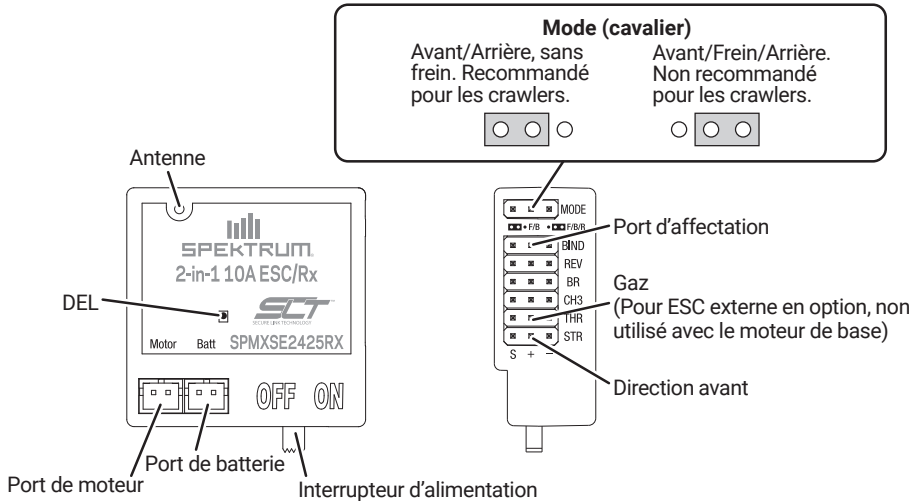 Mode (cavalier)
Avant/Arrière, sans
frein. Recommandé
pour les crawlers.
Avant/Frein/Arrière.
Non recommandé
pour les crawlers.
Antenne
SPEKTRUM.
2-in-1 10A ESC/Rx
DEL
SLT
SECURE LINK TECHNOLOGY
Motor
Batt
SPMXSE2425RX
OFF ON
Port de moteur
Port de batterie
Interrupteur d'alimentation
MODE
• F/B
• F/B/R
BIND
REV
BR
CH3
THR
STR
S + −
Port d'affectation
Gaz
(Pour ESC externe en option, non
utilisé avec le moteur de base)
Direction avant